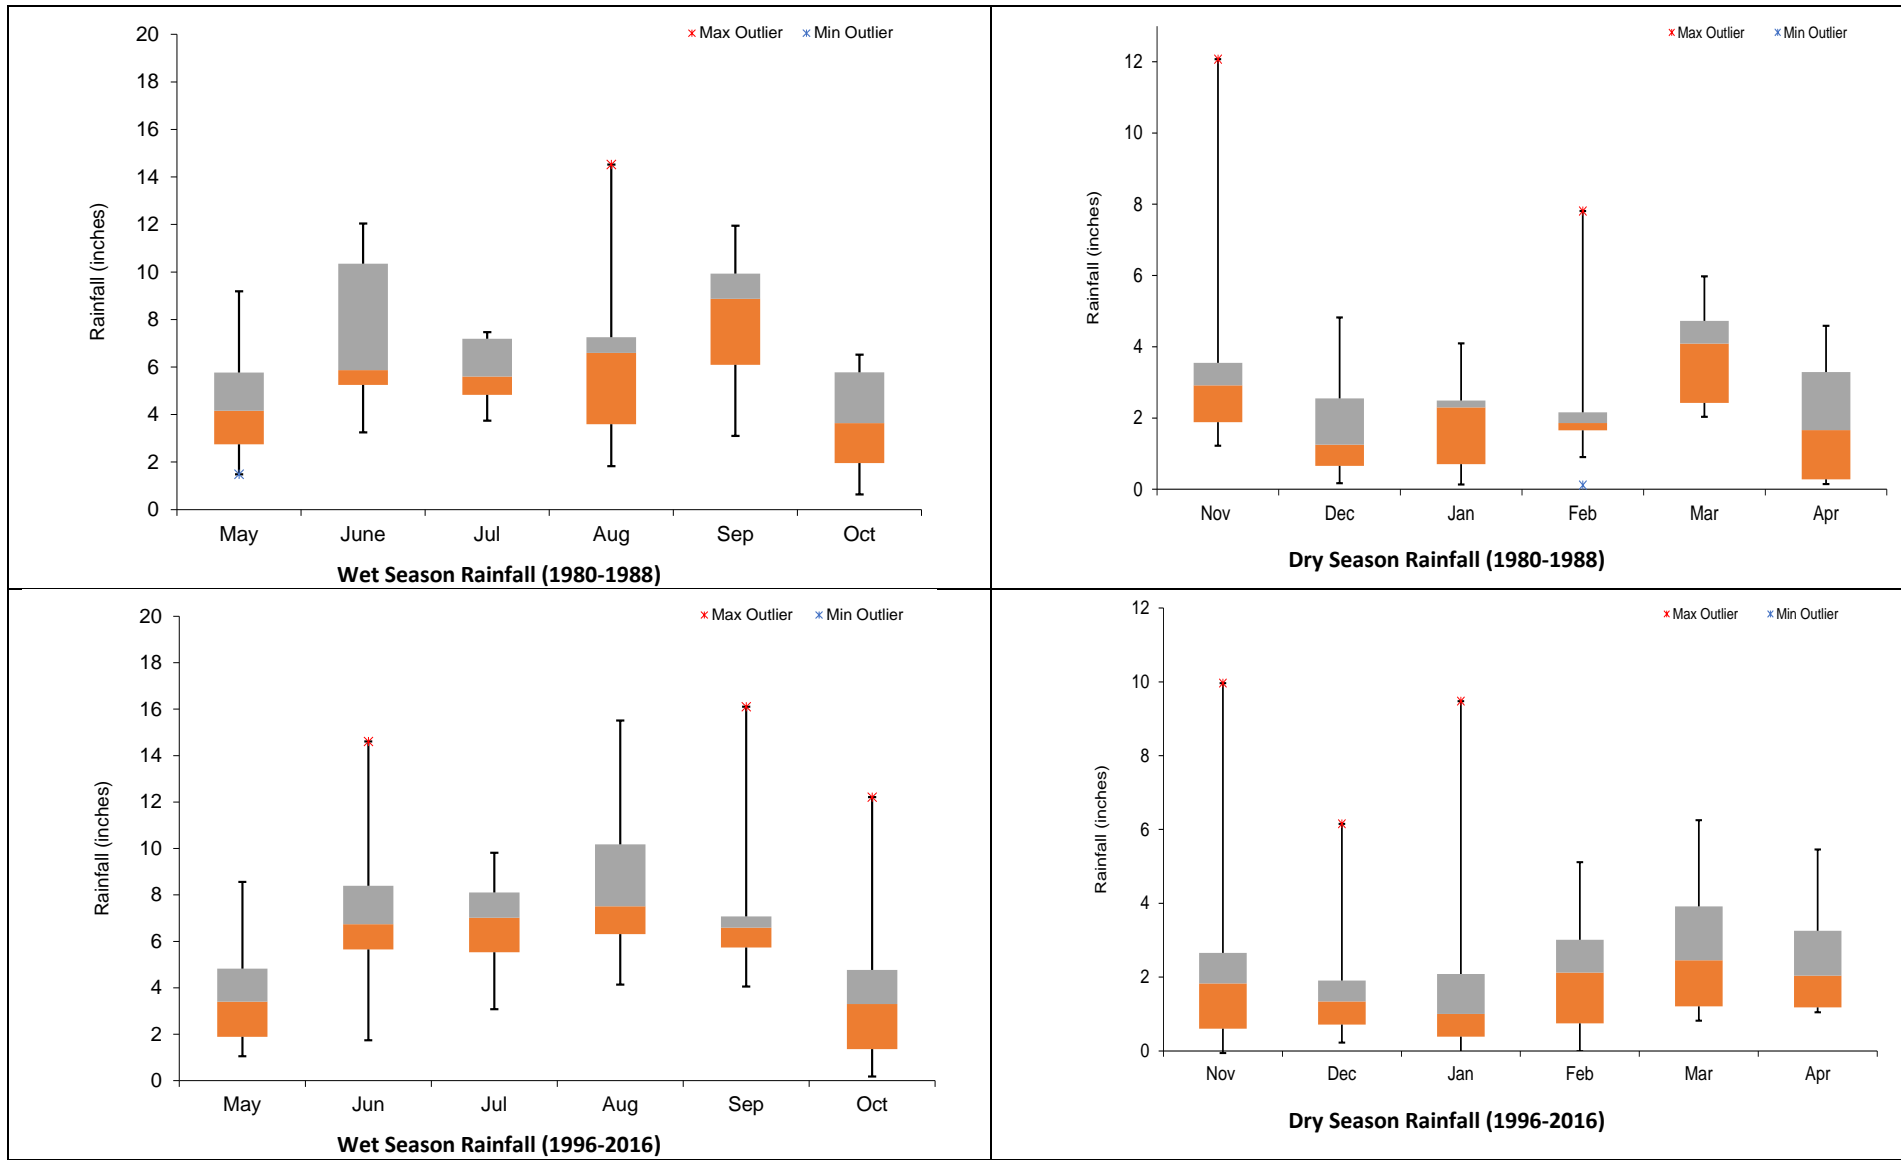 Max Outlier Min Outlier
20
18
16
14
12
10
8
6
4
2
0
Rainfall (inches)
May June Jul Aug Sep Oct
Wet Season Rainfall (1980-1988)
Max Outlier Min Outlier
12
10
8
6
4
2
0
Rainfall (inches)
Nov Dec Jan Feb Mar Apr
Dry Season Rainfall (1980-1988)
Max Outlier Min Outlier
20
18
16
14
12
10
8
6
4
2
0
Rainfall (inches)
May Jun Jul Aug Sep Oct
Wet Season Rainfall (1996-2016)
Max Outlier Min Outlier
12
10
8
6
4
2
0
Rainfall (inches)
Nov Dec Jan Feb Mar Apr
Dry Season Rainfall (1996-2016)